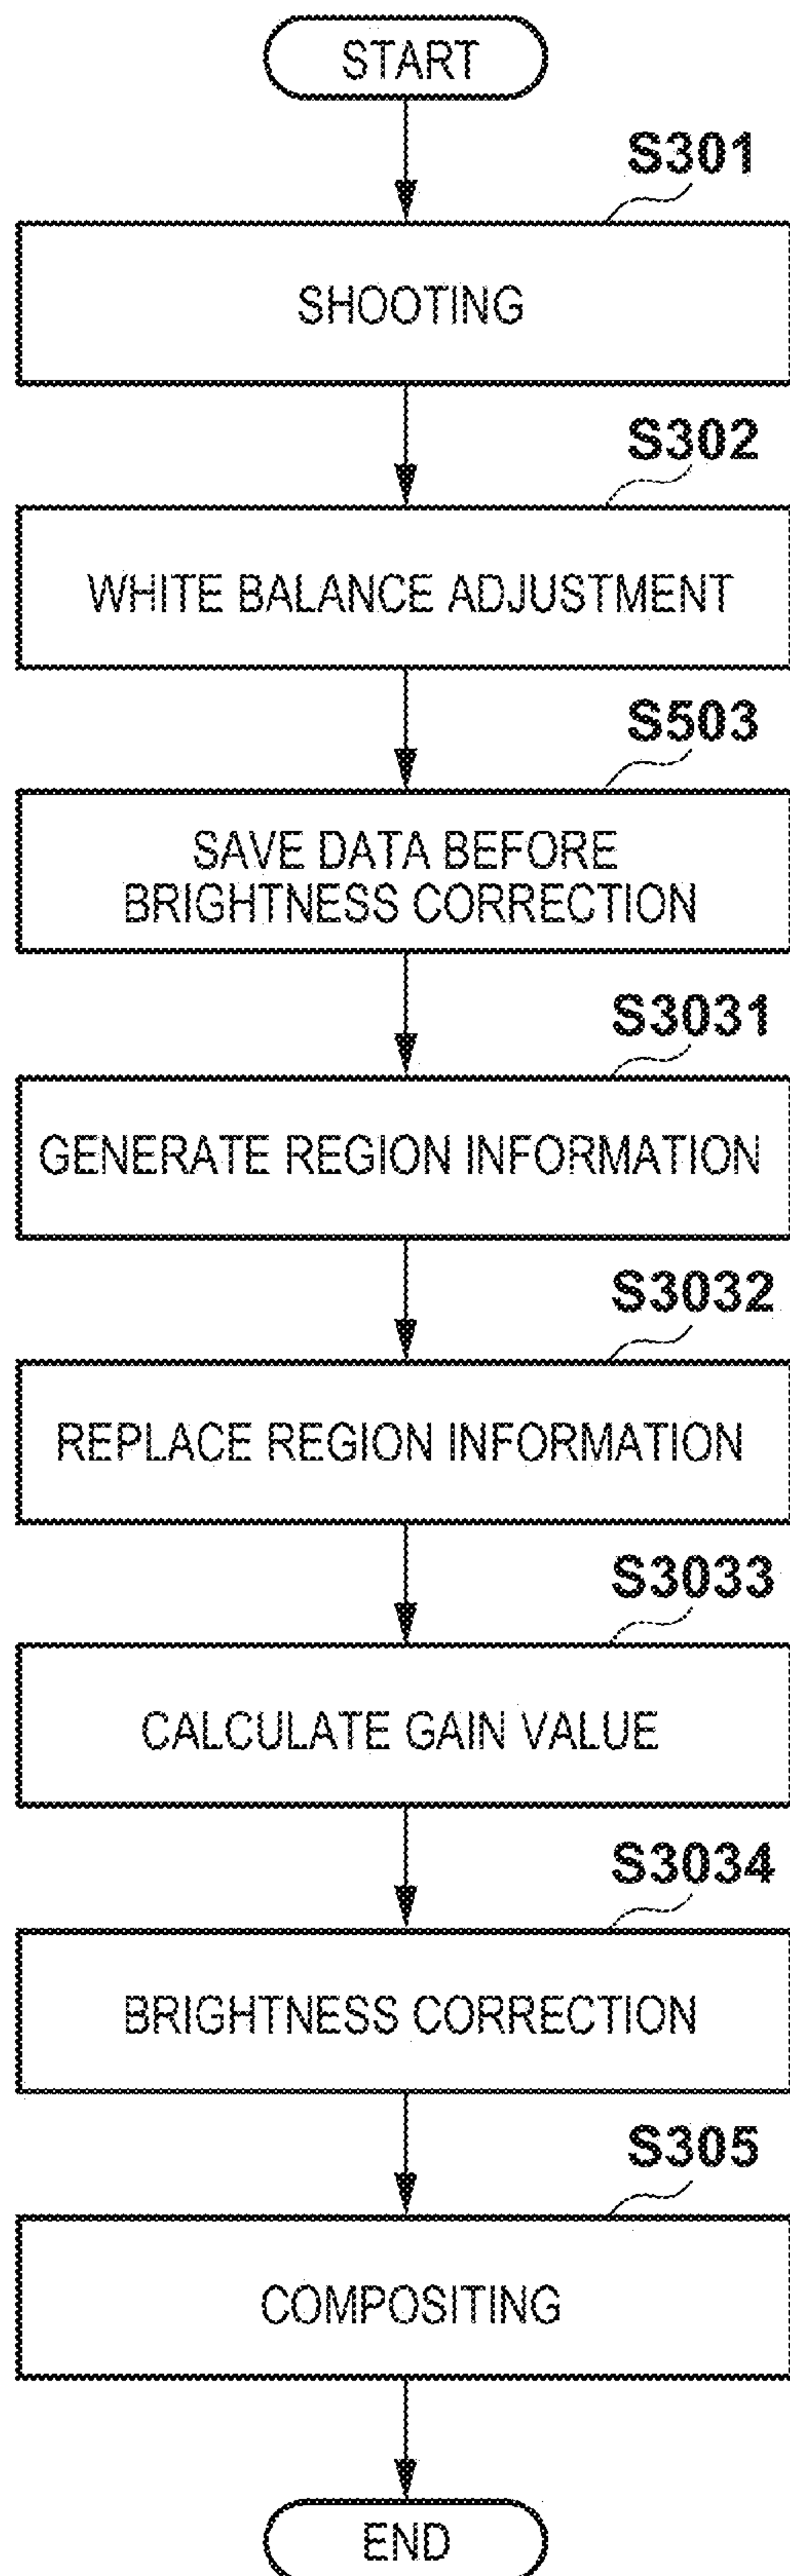 START
S301
SHOOTING
S302
WHITE BALANCE ADJUSTMENT
S503
SAVE DATA BEFORE
BRIGHTNESS CORRECTION
S3031
GENERATE REGION INFORMATION
S3032
REPLACE REGION INFORMATION
S3033
CALCULATE GAIN VALUE
S3034
BRIGHTNESS CORRECTION
S305
COMPOSITING
END